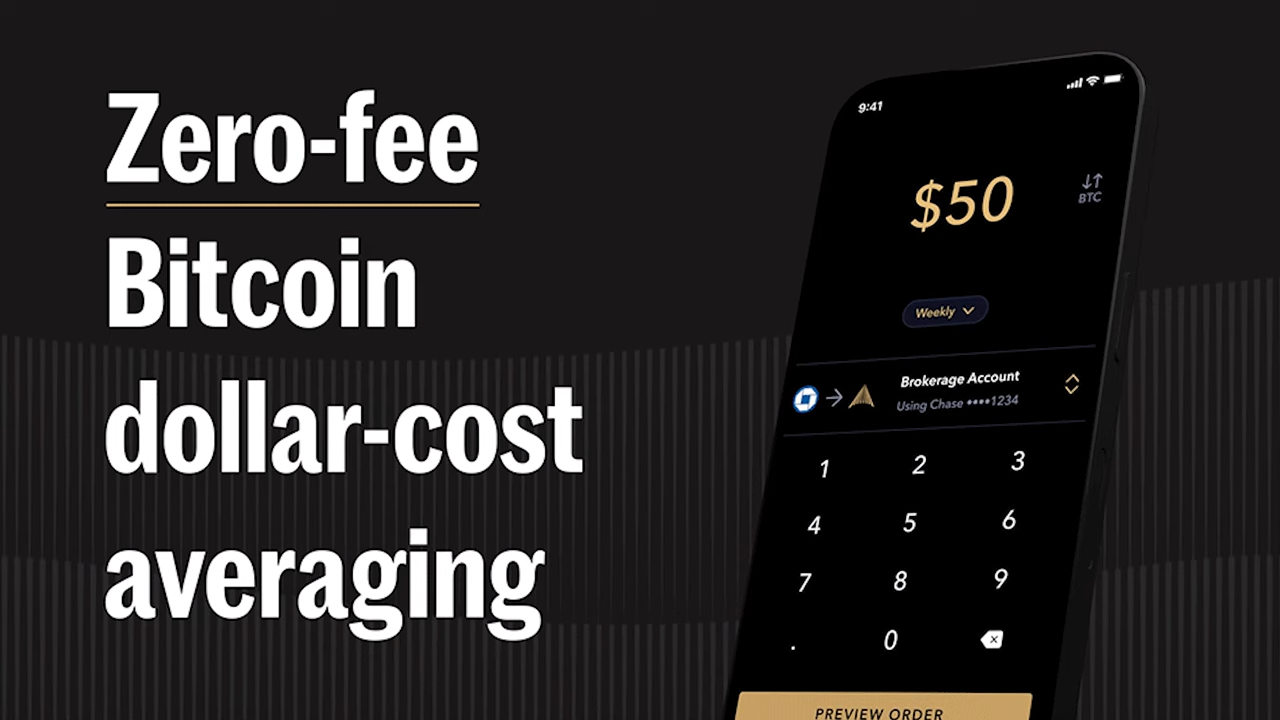 Zero-fee
Bitcoin
dollar-cost
averaging
9:41
$50
BTC
Weekly
Brokerage Account
Using Chase ••••1234
1 2 3
4 5 6
7 8 9
. 0
PREVIEW ORDER